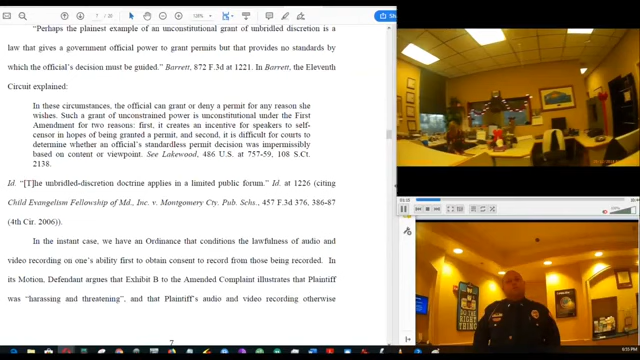 7 / 20
128%
Share
"Perhaps the plainest example of an unconstitutional grant of unbridled discretion is a
law that gives a government official power to grant permits but that provides no standards by
which the official's decision must be guided." Barrett, 872 F.3d at 1221. In Barrett, the Eleventh
Circuit explained:
In these circumstances, the official can grant or deny a permit for any reason she
wishes. Such a grant of unconstrained power is unconstitutional under the First
Amendment for two reasons: first, it creates an incentive for speakers to self-
censor in hopes of being granted a permit, and second, it is difficult for courts to
determine whether an official's standardless permit decision was impermissibly
based on content or viewpoint. See Lakewood, 486 U.S. at 757-59, 108 S.Ct.
2138.
Id. "[T]he unbridled-discretion doctrine applies in a limited public forum." Id. at 1226 (citing
Child Evangelism Fellowship of Md., Inc. v. Montgomery Cty. Pub. Schs., 457 F.3d 376, 386-87
(4th Cir. 2006)).
In the instant case, we have an Ordinance that conditions the lawfulness of audio and
video recording on one's ability first to obtain consent to record from those being recorded. In
its Motion, Defendant argues that Exhibit B to the Amended Complaint illustrates that Plaintiff
was "harassing and threatening", and that Plaintiff's audio and video recording otherwise
7
DO THE
RIGHT
THING